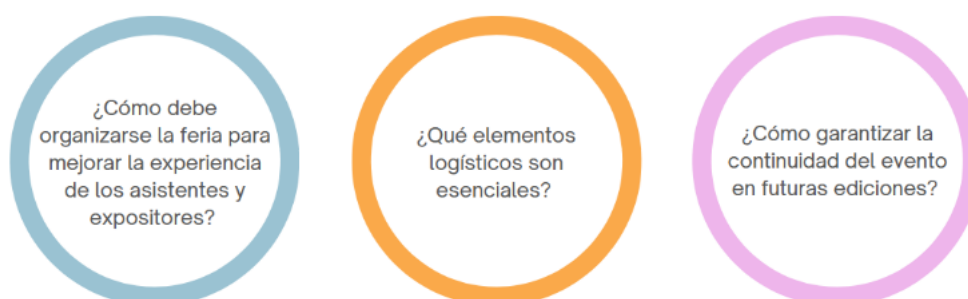 ¿Cómo debe
organizarse la feria para
mejorar la experiencia
de los asistentes y
expositores?
¿Qué elementos
logísticos son
esenciales?
¿Cómo garantizar la
continuidad del evento
en futuras ediciones?